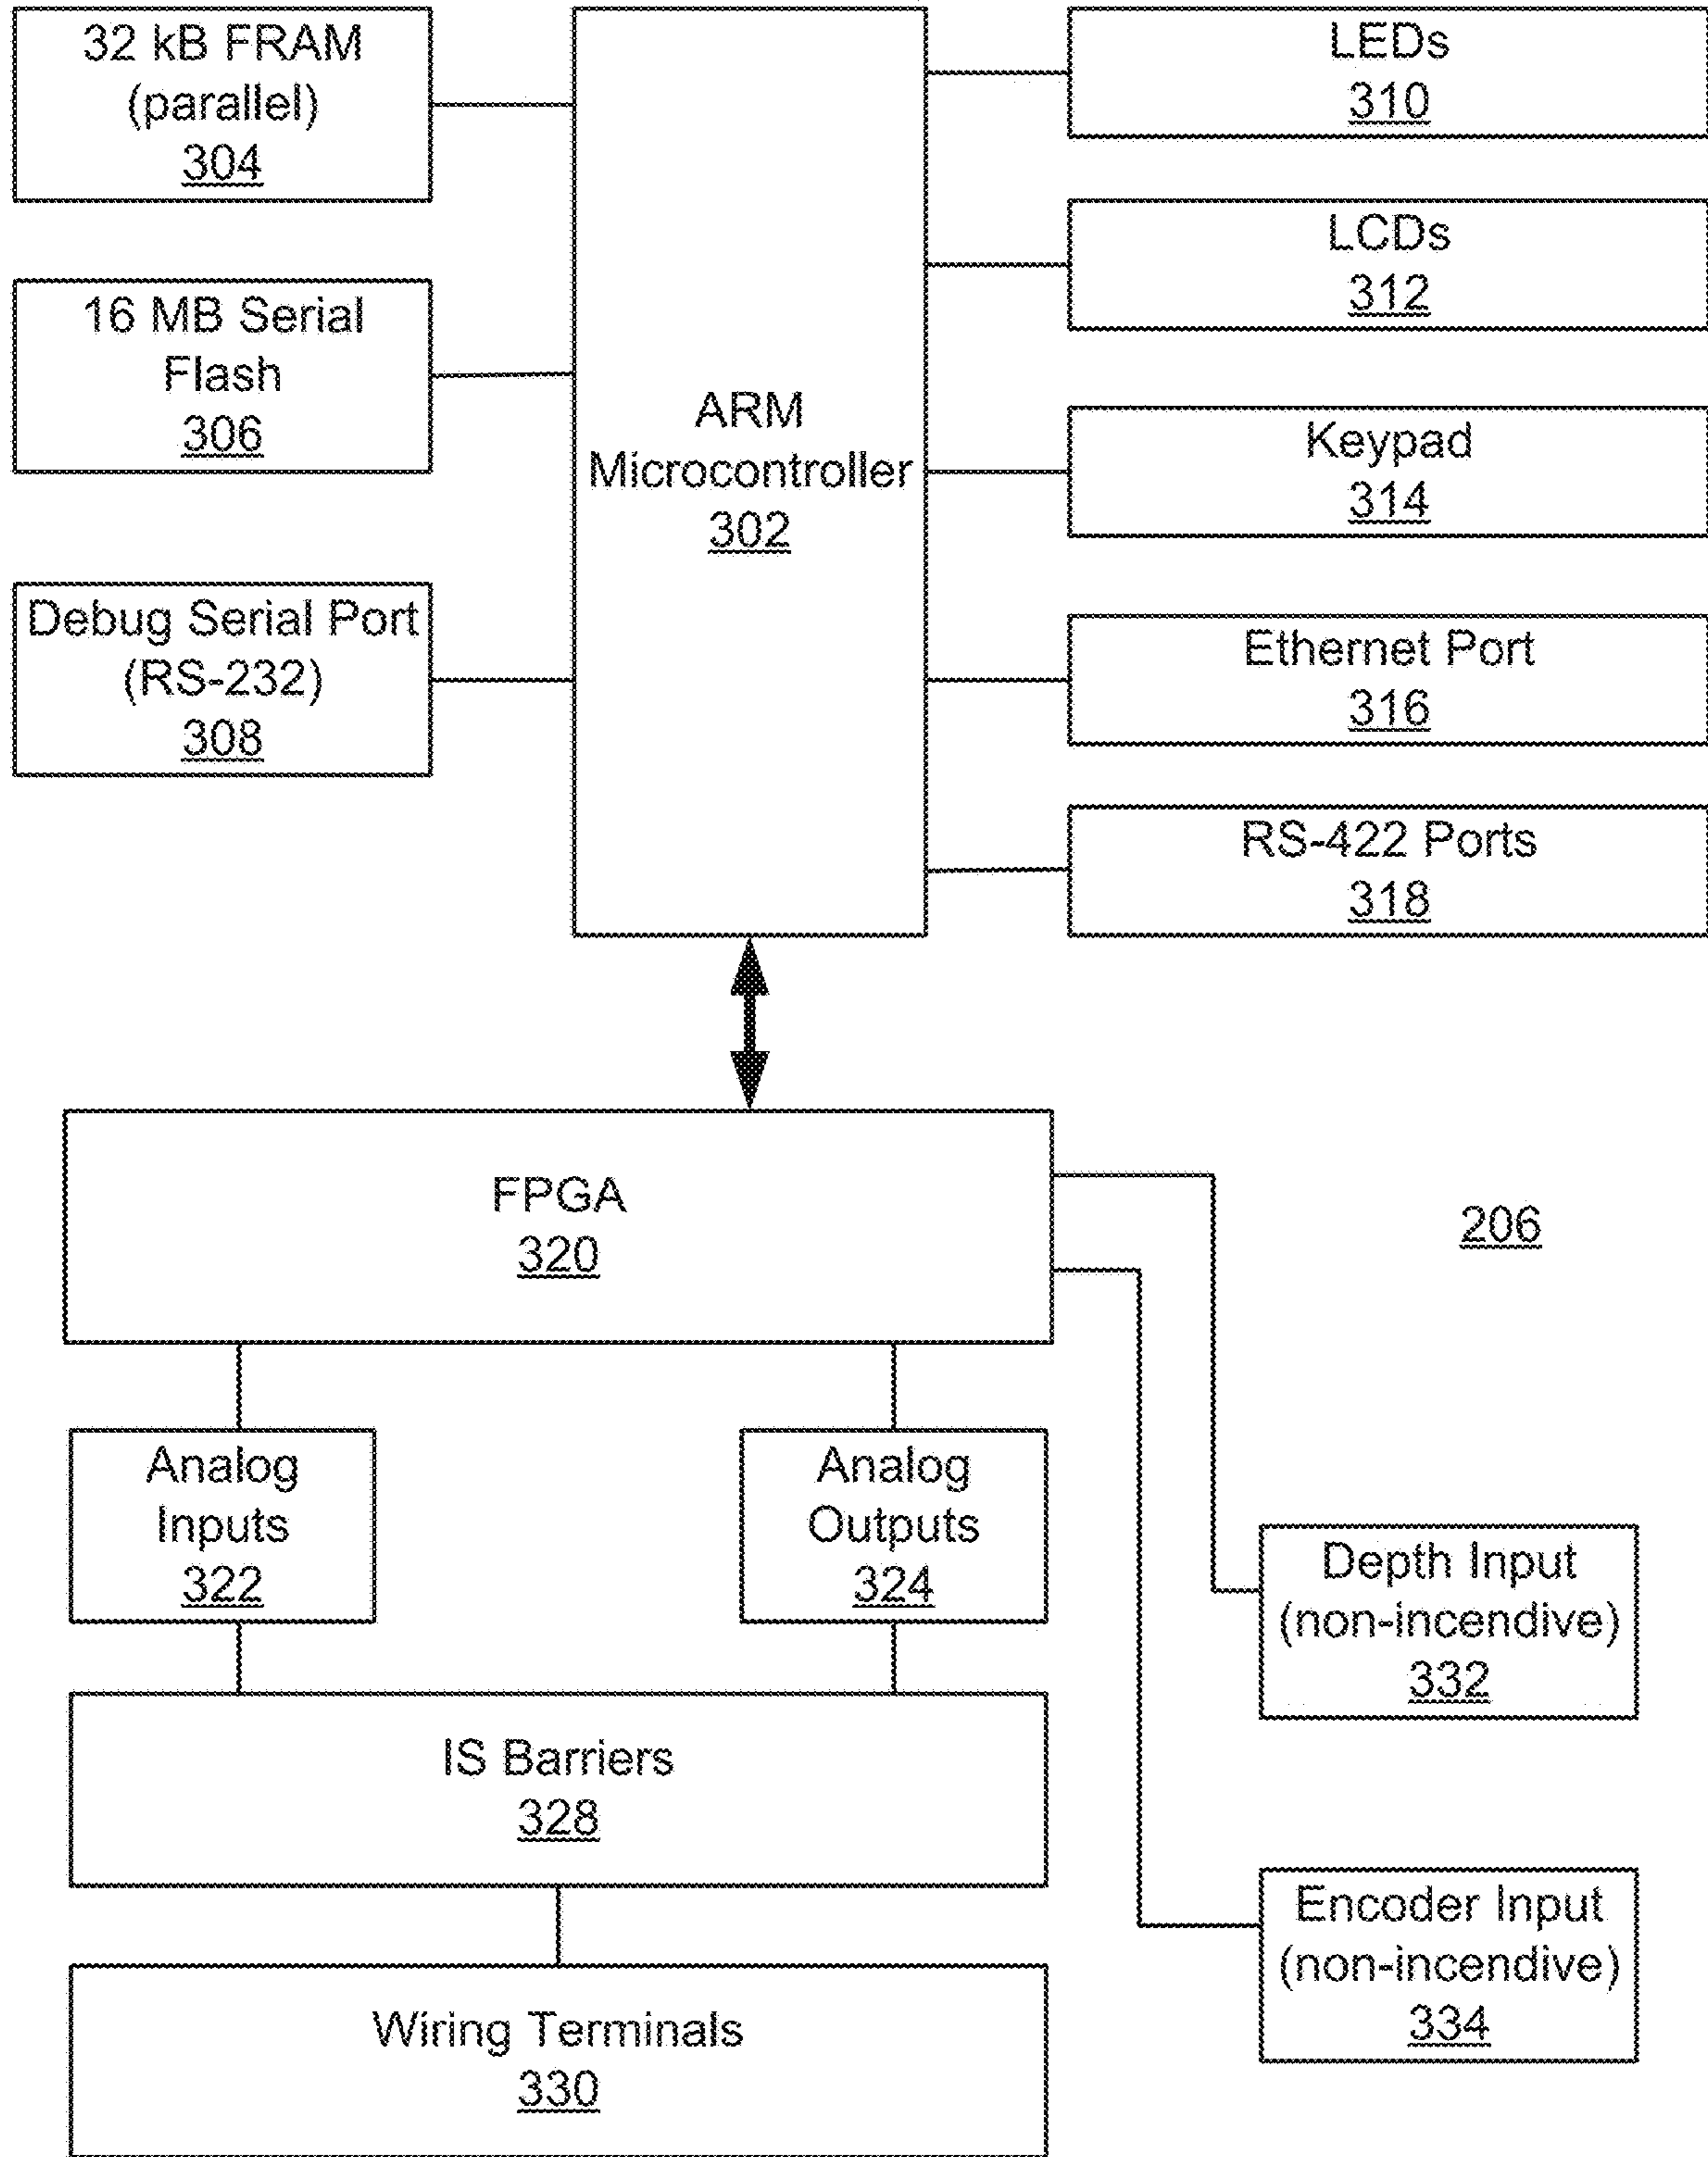 32 kB FRAM
(parallel)
304
16 MB Serial
Flash
306
Debug Serial Port
(RS-232)
308
ARM
Microcontroller
302
LEDs
310
LCDs
312
Keypad
314
Ethernet Port
316
RS-422 Ports
318
FPGA
320
206
Analog
Inputs
322
Analog
Outputs
324
Depth Input
(non-incendive)
332
IS Barriers
328
Encoder Input
(non-incendive)
334
Wiring Terminals
330